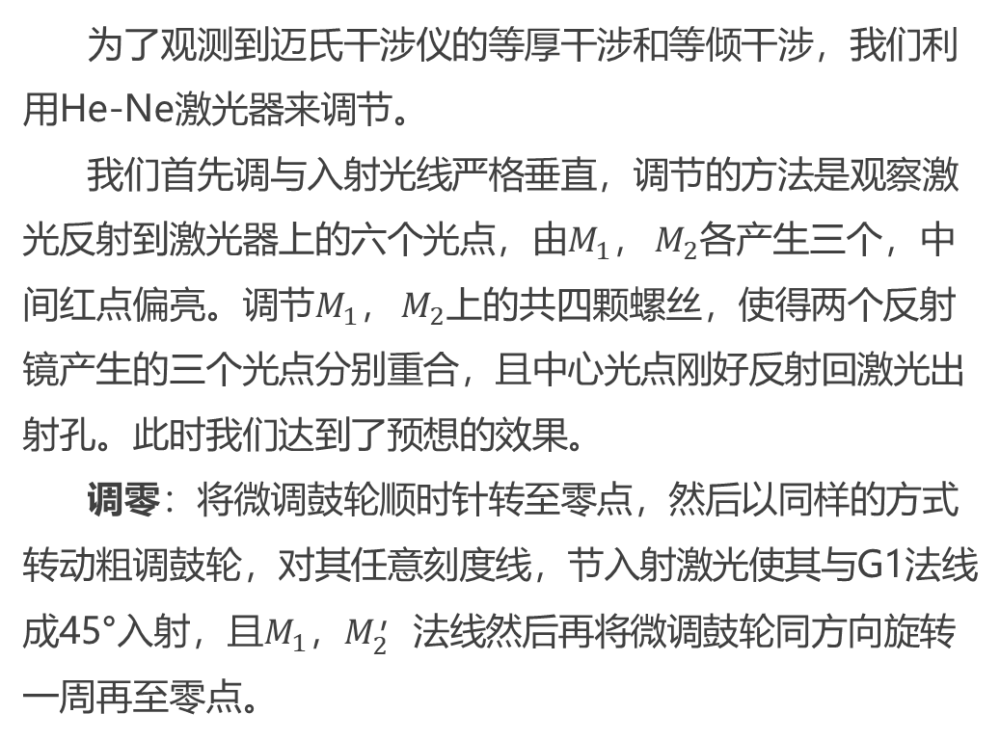 为了观测到迈氏干涉仪的等厚干涉和等倾干涉，我们利
用He-Ne激光器来调节。
我们首先调与入射光线严格垂直，调节的方法是观察激
光反射到激光器上的六个光点，由M₁， M₂各产生三个，中
间红点偏亮。调节M₁， M₂上的共四颗螺丝，使得两个反射
镜产生的三个光点分别重合，且中心光点刚好反射回激光出
射孔。此时我们达到了预想的效果。
调零：将微调鼓轮顺时针转至零点，然后以同样的方式
转动粗调鼓轮，对其任意刻度线，节入射激光使其与G1法线
成45°入射，且M₁，M₂′ 法线然后再将微调鼓轮同方向旋转
一周再至零点。